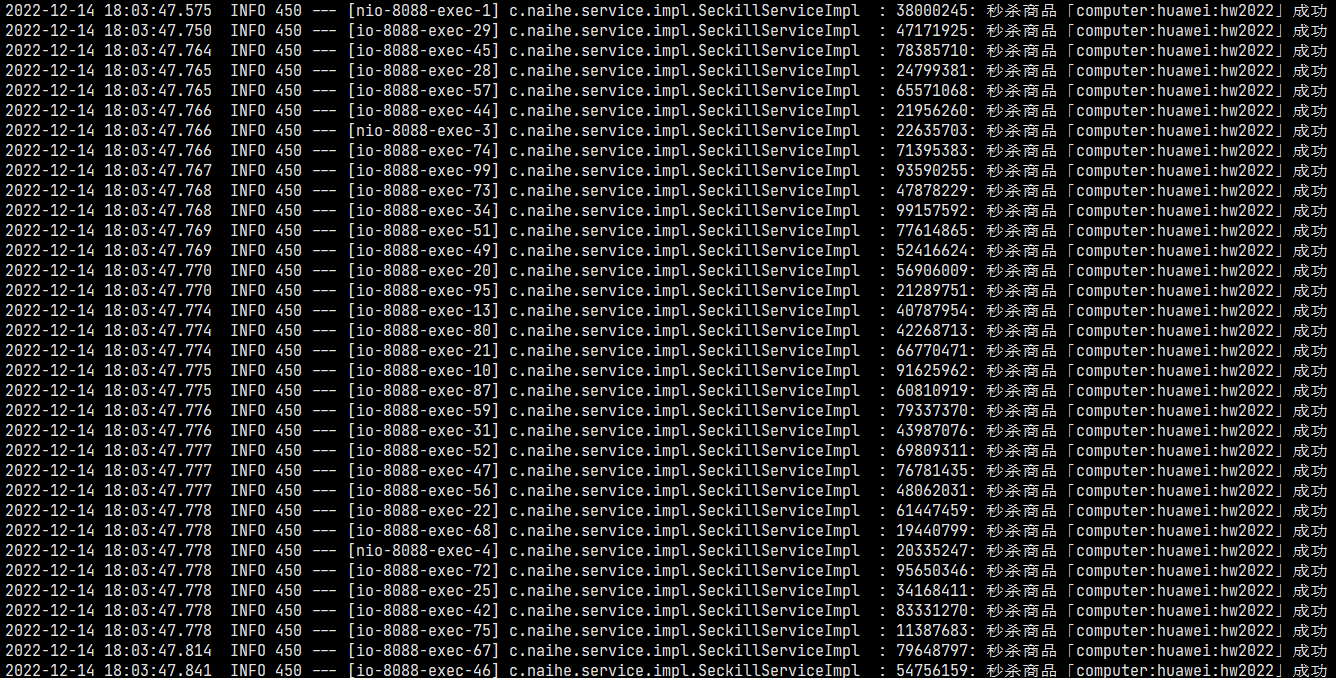 2022-12-14 18:03:47.575  INFO 450 --- [nio-8088-exec-1] c.naihe.service.impl.SeckillServiceImpl  : 38000245: 秒杀商品「computer:huawei:hw2022」成功
2022-12-14 18:03:47.750  INFO 450 --- [io-8088-exec-29] c.naihe.service.impl.SeckillServiceImpl  : 47171925: 秒杀商品「computer:huawei:hw2022」成功
2022-12-14 18:03:47.764  INFO 450 --- [io-8088-exec-45] c.naihe.service.impl.SeckillServiceImpl  : 78385710: 秒杀商品「computer:huawei:hw2022」成功
2022-12-14 18:03:47.765  INFO 450 --- [io-8088-exec-28] c.naihe.service.impl.SeckillServiceImpl  : 24799381: 秒杀商品「computer:huawei:hw2022」成功
2022-12-14 18:03:47.765  INFO 450 --- [io-8088-exec-57] c.naihe.service.impl.SeckillServiceImpl  : 65571068: 秒杀商品「computer:huawei:hw2022」成功
2022-12-14 18:03:47.766  INFO 450 --- [io-8088-exec-44] c.naihe.service.impl.SeckillServiceImpl  : 21956260: 秒杀商品「computer:huawei:hw2022」成功
2022-12-14 18:03:47.766  INFO 450 --- [nio-8088-exec-3] c.naihe.service.impl.SeckillServiceImpl  : 22635703: 秒杀商品「computer:huawei:hw2022」成功
2022-12-14 18:03:47.766  INFO 450 --- [io-8088-exec-74] c.naihe.service.impl.SeckillServiceImpl  : 71395383: 秒杀商品「computer:huawei:hw2022」成功
2022-12-14 18:03:47.767  INFO 450 --- [io-8088-exec-99] c.naihe.service.impl.SeckillServiceImpl  : 93590255: 秒杀商品「computer:huawei:hw2022」成功
2022-12-14 18:03:47.768  INFO 450 --- [io-8088-exec-73] c.naihe.service.impl.SeckillServiceImpl  : 47878229: 秒杀商品「computer:huawei:hw2022」成功
2022-12-14 18:03:47.768  INFO 450 --- [io-8088-exec-34] c.naihe.service.impl.SeckillServiceImpl  : 99157592: 秒杀商品「computer:huawei:hw2022」成功
2022-12-14 18:03:47.769  INFO 450 --- [io-8088-exec-51] c.naihe.service.impl.SeckillServiceImpl  : 77614865: 秒杀商品「computer:huawei:hw2022」成功
2022-12-14 18:03:47.769  INFO 450 --- [io-8088-exec-49] c.naihe.service.impl.SeckillServiceImpl  : 52416624: 秒杀商品「computer:huawei:hw2022」成功
2022-12-14 18:03:47.770  INFO 450 --- [io-8088-exec-20] c.naihe.service.impl.SeckillServiceImpl  : 56906009: 秒杀商品「computer:huawei:hw2022」成功
2022-12-14 18:03:47.770  INFO 450 --- [io-8088-exec-95] c.naihe.service.impl.SeckillServiceImpl  : 21289751: 秒杀商品「computer:huawei:hw2022」成功
2022-12-14 18:03:47.774  INFO 450 --- [io-8088-exec-13] c.naihe.service.impl.SeckillServiceImpl  : 40787954: 秒杀商品「computer:huawei:hw2022」成功
2022-12-14 18:03:47.774  INFO 450 --- [io-8088-exec-80] c.naihe.service.impl.SeckillServiceImpl  : 42268713: 秒杀商品「computer:huawei:hw2022」成功
2022-12-14 18:03:47.774  INFO 450 --- [io-8088-exec-21] c.naihe.service.impl.SeckillServiceImpl  : 66770471: 秒杀商品「computer:huawei:hw2022」成功
2022-12-14 18:03:47.775  INFO 450 --- [io-8088-exec-10] c.naihe.service.impl.SeckillServiceImpl  : 91625962: 秒杀商品「computer:huawei:hw2022」成功
2022-12-14 18:03:47.775  INFO 450 --- [io-8088-exec-87] c.naihe.service.impl.SeckillServiceImpl  : 60810919: 秒杀商品「computer:huawei:hw2022」成功
2022-12-14 18:03:47.776  INFO 450 --- [io-8088-exec-59] c.naihe.service.impl.SeckillServiceImpl  : 79337370: 秒杀商品「computer:huawei:hw2022」成功
2022-12-14 18:03:47.776  INFO 450 --- [io-8088-exec-31] c.naihe.service.impl.SeckillServiceImpl  : 43987076: 秒杀商品「computer:huawei:hw2022」成功
2022-12-14 18:03:47.777  INFO 450 --- [io-8088-exec-52] c.naihe.service.impl.SeckillServiceImpl  : 69809311: 秒杀商品「computer:huawei:hw2022」成功
2022-12-14 18:03:47.777  INFO 450 --- [io-8088-exec-47] c.naihe.service.impl.SeckillServiceImpl  : 76781435: 秒杀商品「computer:huawei:hw2022」成功
2022-12-14 18:03:47.777  INFO 450 --- [io-8088-exec-56] c.naihe.service.impl.SeckillServiceImpl  : 48062031: 秒杀商品「computer:huawei:hw2022」成功
2022-12-14 18:03:47.778  INFO 450 --- [io-8088-exec-22] c.naihe.service.impl.SeckillServiceImpl  : 61447459: 秒杀商品「computer:huawei:hw2022」成功
2022-12-14 18:03:47.778  INFO 450 --- [io-8088-exec-68] c.naihe.service.impl.SeckillServiceImpl  : 19440799: 秒杀商品「computer:huawei:hw2022」成功
2022-12-14 18:03:47.778  INFO 450 --- [nio-8088-exec-4] c.naihe.service.impl.SeckillServiceImpl  : 20335247: 秒杀商品「computer:huawei:hw2022」成功
2022-12-14 18:03:47.778  INFO 450 --- [io-8088-exec-72] c.naihe.service.impl.SeckillServiceImpl  : 95650346: 秒杀商品「computer:huawei:hw2022」成功
2022-12-14 18:03:47.778  INFO 450 --- [io-8088-exec-25] c.naihe.service.impl.SeckillServiceImpl  : 34168411: 秒杀商品「computer:huawei:hw2022」成功
2022-12-14 18:03:47.778  INFO 450 --- [io-8088-exec-42] c.naihe.service.impl.SeckillServiceImpl  : 83331270: 秒杀商品「computer:huawei:hw2022」成功
2022-12-14 18:03:47.778  INFO 450 --- [io-8088-exec-75] c.naihe.service.impl.SeckillServiceImpl  : 11387683: 秒杀商品「computer:huawei:hw2022」成功
2022-12-14 18:03:47.814  INFO 450 --- [io-8088-exec-67] c.naihe.service.impl.SeckillServiceImpl  : 79648797: 秒杀商品「computer:huawei:hw2022」成功
2022-12-14 18:03:47.841  INFO 450 --- [io-8088-exec-46] c.naihe.service.impl.SeckillServiceImpl  : 54756159: 秒杀商品「computer:huawei:hw2022」成功